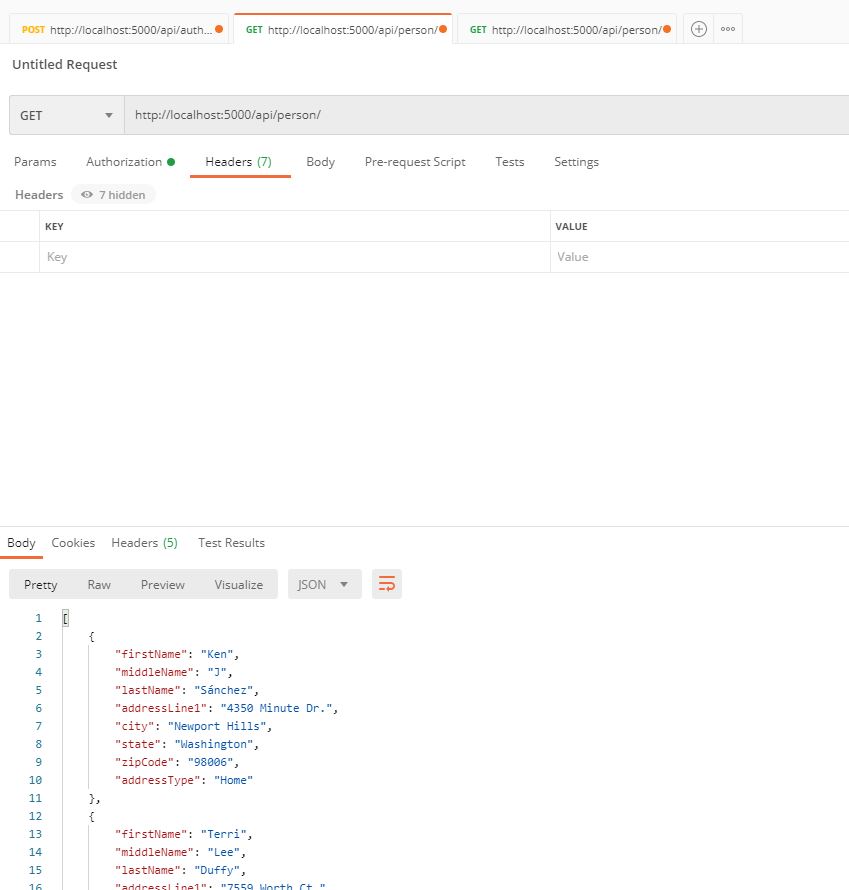 POST http://localhost:5000/api/auth... GET http://localhost:5000/api/person/ GET http://localhost:5000/api/person/
Untitled Request
GET http://localhost:5000/api/person/
Params Authorization Headers (7) Body Pre-request Script Tests Settings
Headers 7 hidden
KEY VALUE
Key Value
Body Cookies Headers (5) Test Results
Pretty Raw Preview Visualize JSON
1 [
2 {
3 "firstName": "Ken",
4 "middleName": "J",
5 "lastName": "Sánchez",
6 "addressLine1": "4350 Minute Dr.",
7 "city": "Newport Hills",
8 "state": "Washington",
9 "zipCode": "98006",
10 "addressType": "Home"
11 },
12 {
13 "firstName": "Terri",
14 "middleName": "Lee",
15 "lastName": "Duffy",
16 "addressLine1": "7559 Worth Ct."